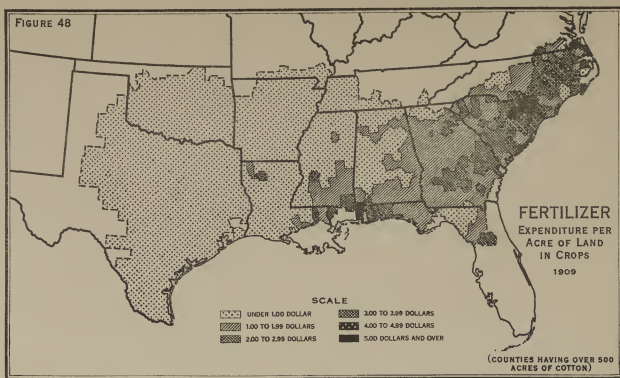 FIGURE 48
FERTILIZER
EXPENDITURE PER
ACRE OF LAND
IN CROPS
1909
SCALE
UNDER 1.00 DOLLAR
1.00 TO 1.99 DOLLARS
2.00 TO 2.99 DOLLARS
3.00 TO 3.99 DOLLARS
4.00 TO 4.99 DOLLARS
5.00 DOLLARS AND OVER
(COUNTIES HAVING OVER 500
ACRES OF COTTON)